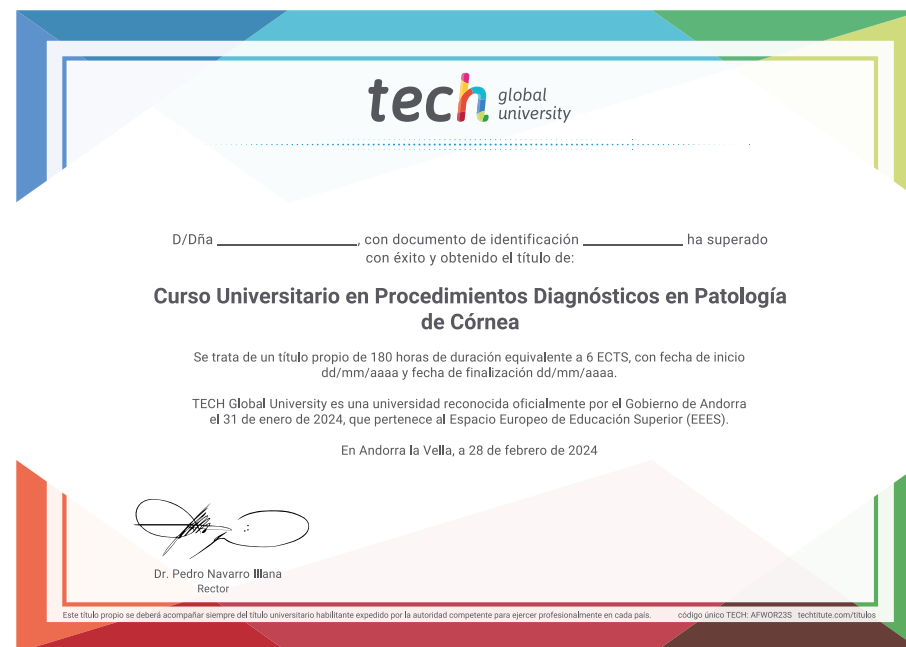 tech global
university
D/Dña ____________________, con documento de identificación ______________ ha superado
con éxito y obtenido el título de:
Curso Universitario en Procedimientos Diagnósticos en Patología
de Córnea
Se trata de un título propio de 180 horas de duración equivalente a 6 ECTS, con fecha de inicio
dd/mm/aaaa y fecha de finalización dd/mm/aaaa.
TECH Global University es una universidad reconocida oficialmente por el Gobierno de Andorra
el 31 de enero de 2024, que pertenece al Espacio Europeo de Educación Superior (EEES).
En Andorra la Vella, a 28 de febrero de 2024
Dr. Pedro Navarro Illana
Rector
Este título propio se deberá acompañar siempre del título universitario habilitante expedido por la autoridad competente para ejercer profesionalmente en cada país. código único TECH: AFWOR23S techtitute.com/titulos